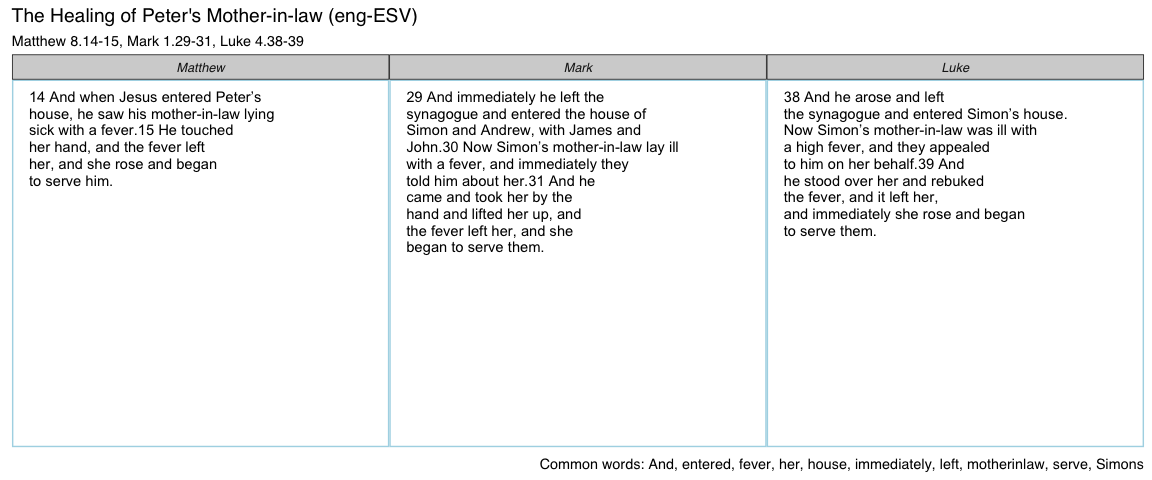 The Healing of Peter's Mother-in-law (eng-ESV)
Matthew 8.14-15, Mark 1.29-31, Luke 4.38-39
Matthew
14 And when Jesus entered Peter’s
house, he saw his mother-in-law lying
sick with a fever.15 He touched
her hand, and the fever left
her, and she rose and began
to serve him.
Mark
29 And immediately he left the
synagogue and entered the house of
Simon and Andrew, with James and
John.30 Now Simon’s mother-in-law lay ill
with a fever, and immediately they
told him about her.31 And he
came and took her by the
hand and lifted her up, and
the fever left her, and she
began to serve them.
Luke
38 And he arose and left
the synagogue and entered Simon’s house.
Now Simon’s mother-in-law was ill with
a high fever, and they appealed
to him on her behalf.39 And
he stood over her and rebuked
the fever, and it left her,
and immediately she rose and began
to serve them.
Common words: And, entered, fever, her, house, immediately, left, motherinlaw, serve, Simons